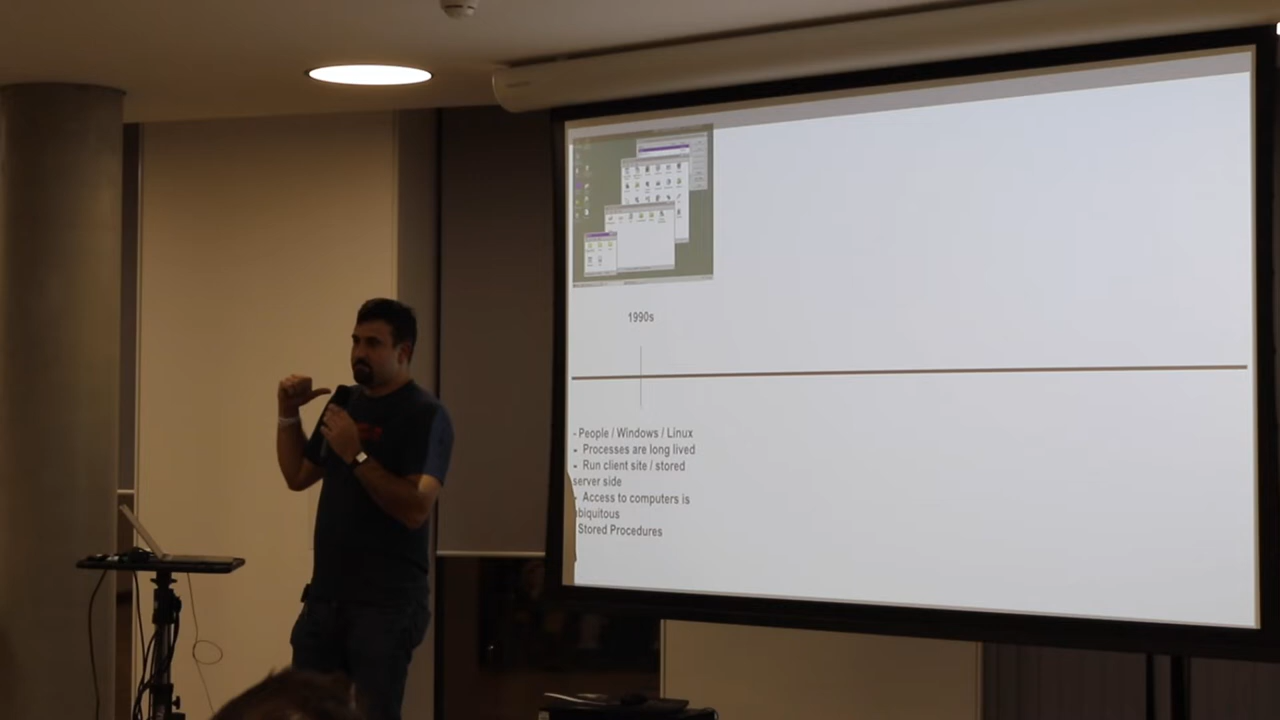 1990s
- People / Windows / Linux
- Processes are long lived
- Run client site / stored
server side
- Access to computers is
ubiquitous
Stored Procedures